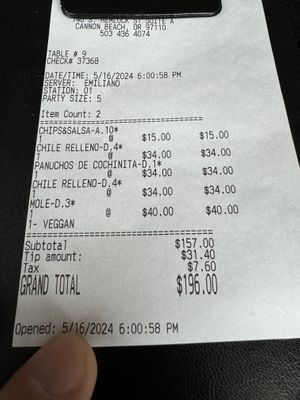 140 S. HEMLOCK ST SUITE A
CANNON BEACH, OR 97110
503 436 4074
TABLE # 9
CHECK# 37368
DATE/TIME: 5/16/2024 6:00:58 PM
SERVER: EMILIANO
STATION: 01
PARTY SIZE: 5
Item Count: 2
CHIPS&SALSA-A.10*
1 @ $15.00 $15.00
CHILE RELLENO-D.4*
1 @ $34.00 $34.00
PANUCHOS DE COCHINITA-D.1*
1 @ $34.00 $34.00
CHILE RELLENO-D.4*
1 @ $34.00 $34.00
MOLE-D.3*
1 @ $40.00 $40.00
1- VEGGAN
Subtotal $157.00
Tip amount: $31.40
Tax $7.60
GRAND TOTAL $196.00
Opened: 5/16/2024 6:00:58 PM